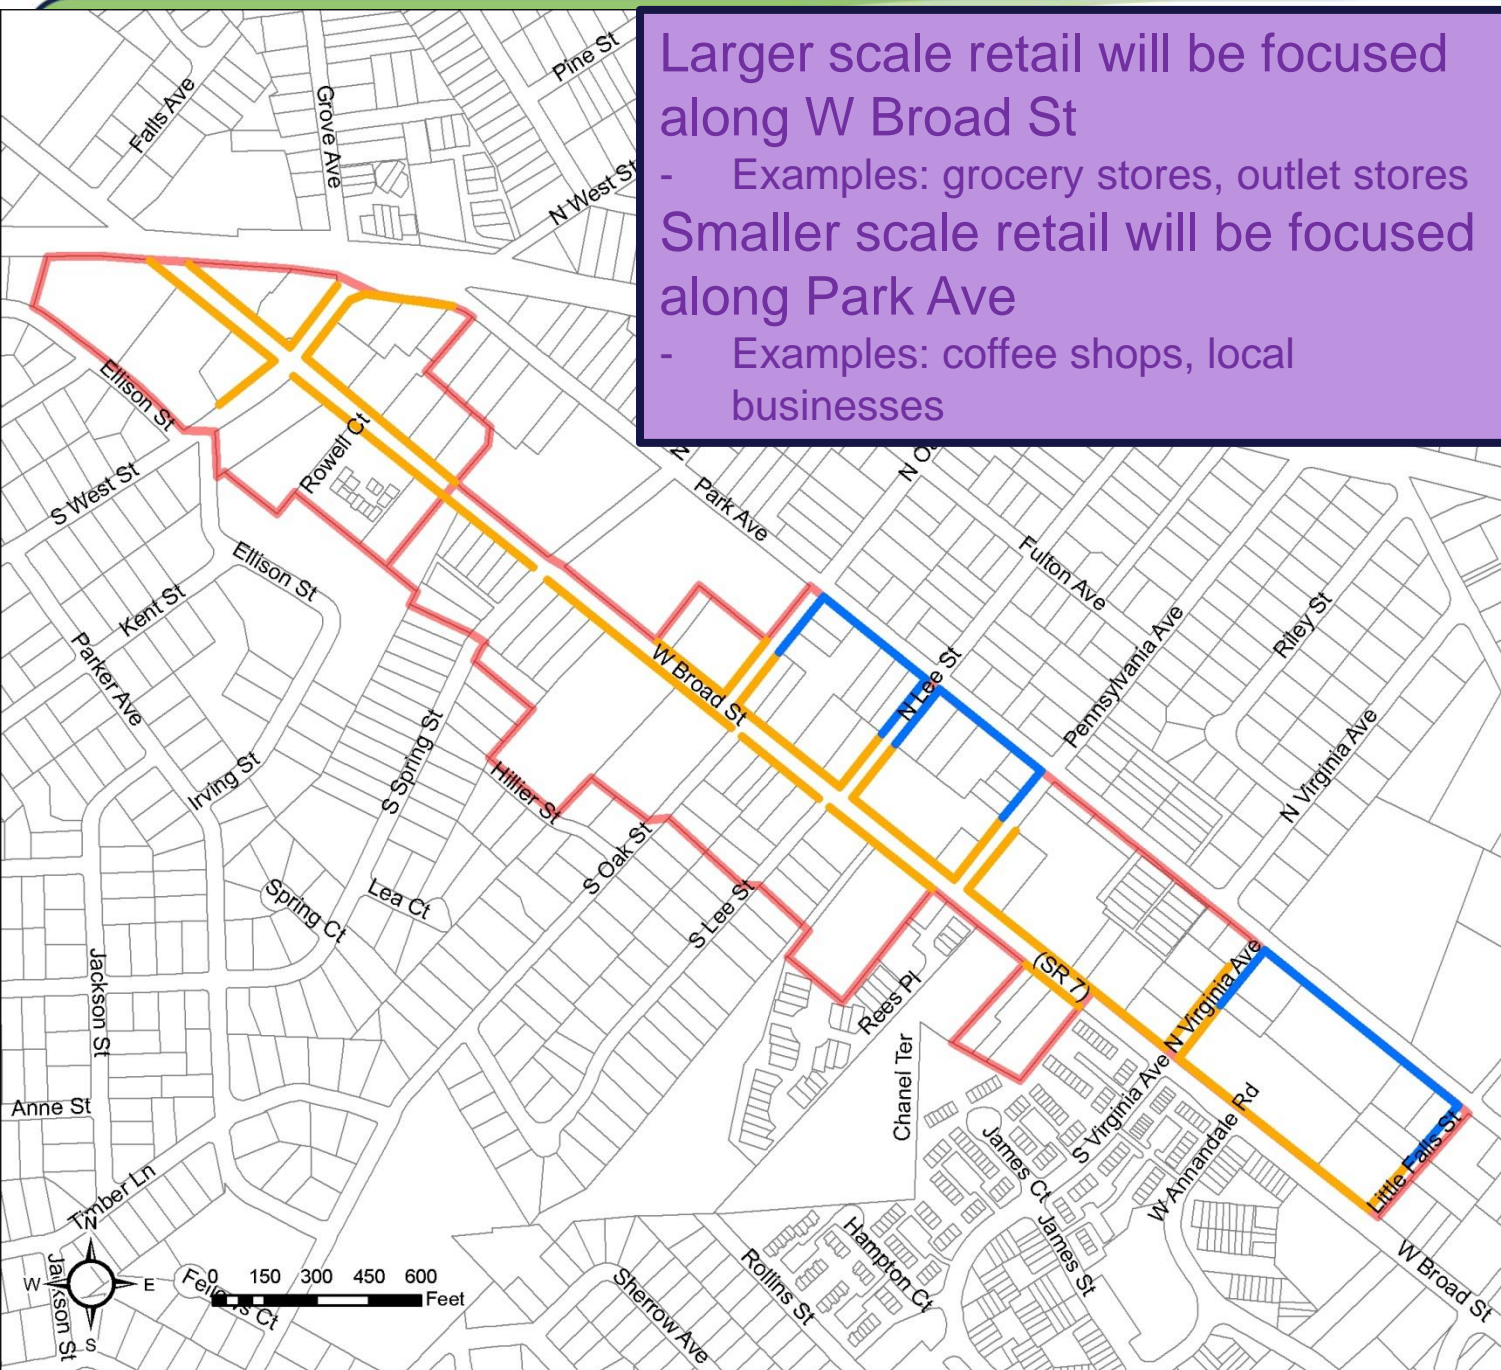 Larger scale retail will be focused
along W Broad St
- Examples: grocery stores, outlet stores
Smaller scale retail will be focused
along Park Ave
- Examples: coffee shops, local
businesses
Pine St
Falls Ave
Grove Ave
N West St
Ellison St
Rowell Ct
S West St
Park Ave
Ellison St
Fulton Ave
Kent St
Riley St
Parker Ave
W Broad St
N Lee St
Pennsylvania Ave
Irving St
S Spring St
Hillier St
N Virginia Ave
S Oak St
Spring Ct
Lea Ct
S Lee St
Jackson St
Rees Pl
(SR 7)
N Virginia Ave
Chanel Ter
S Virginia Ave
Anne St
James Ct
W Annandale Rd
Little Falls St
Timber Ln
James St
Hampton Ct
Rollins St
W Broad St
Sherrow Ave
Jackson St
Fellows Ct
N
W E
S
0 150 300 450 600
Feet